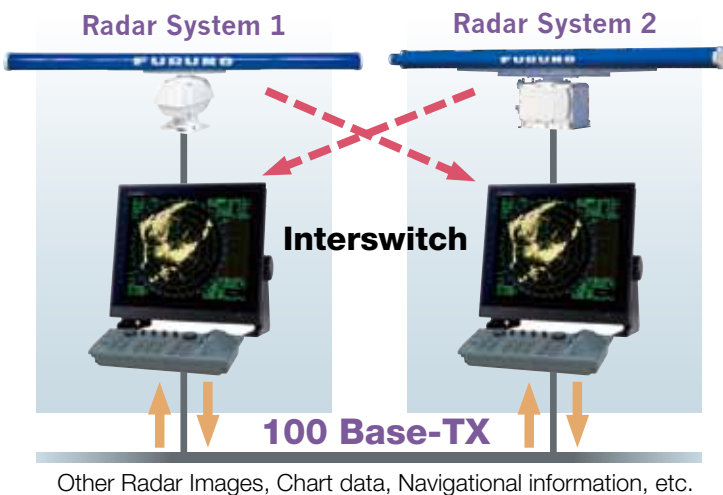 Radar System 1
Radar System 2
FURUNO
FURUNO
Interswitch
100 Base-TX
Other Radar Images, Chart data, Navigational information, etc.